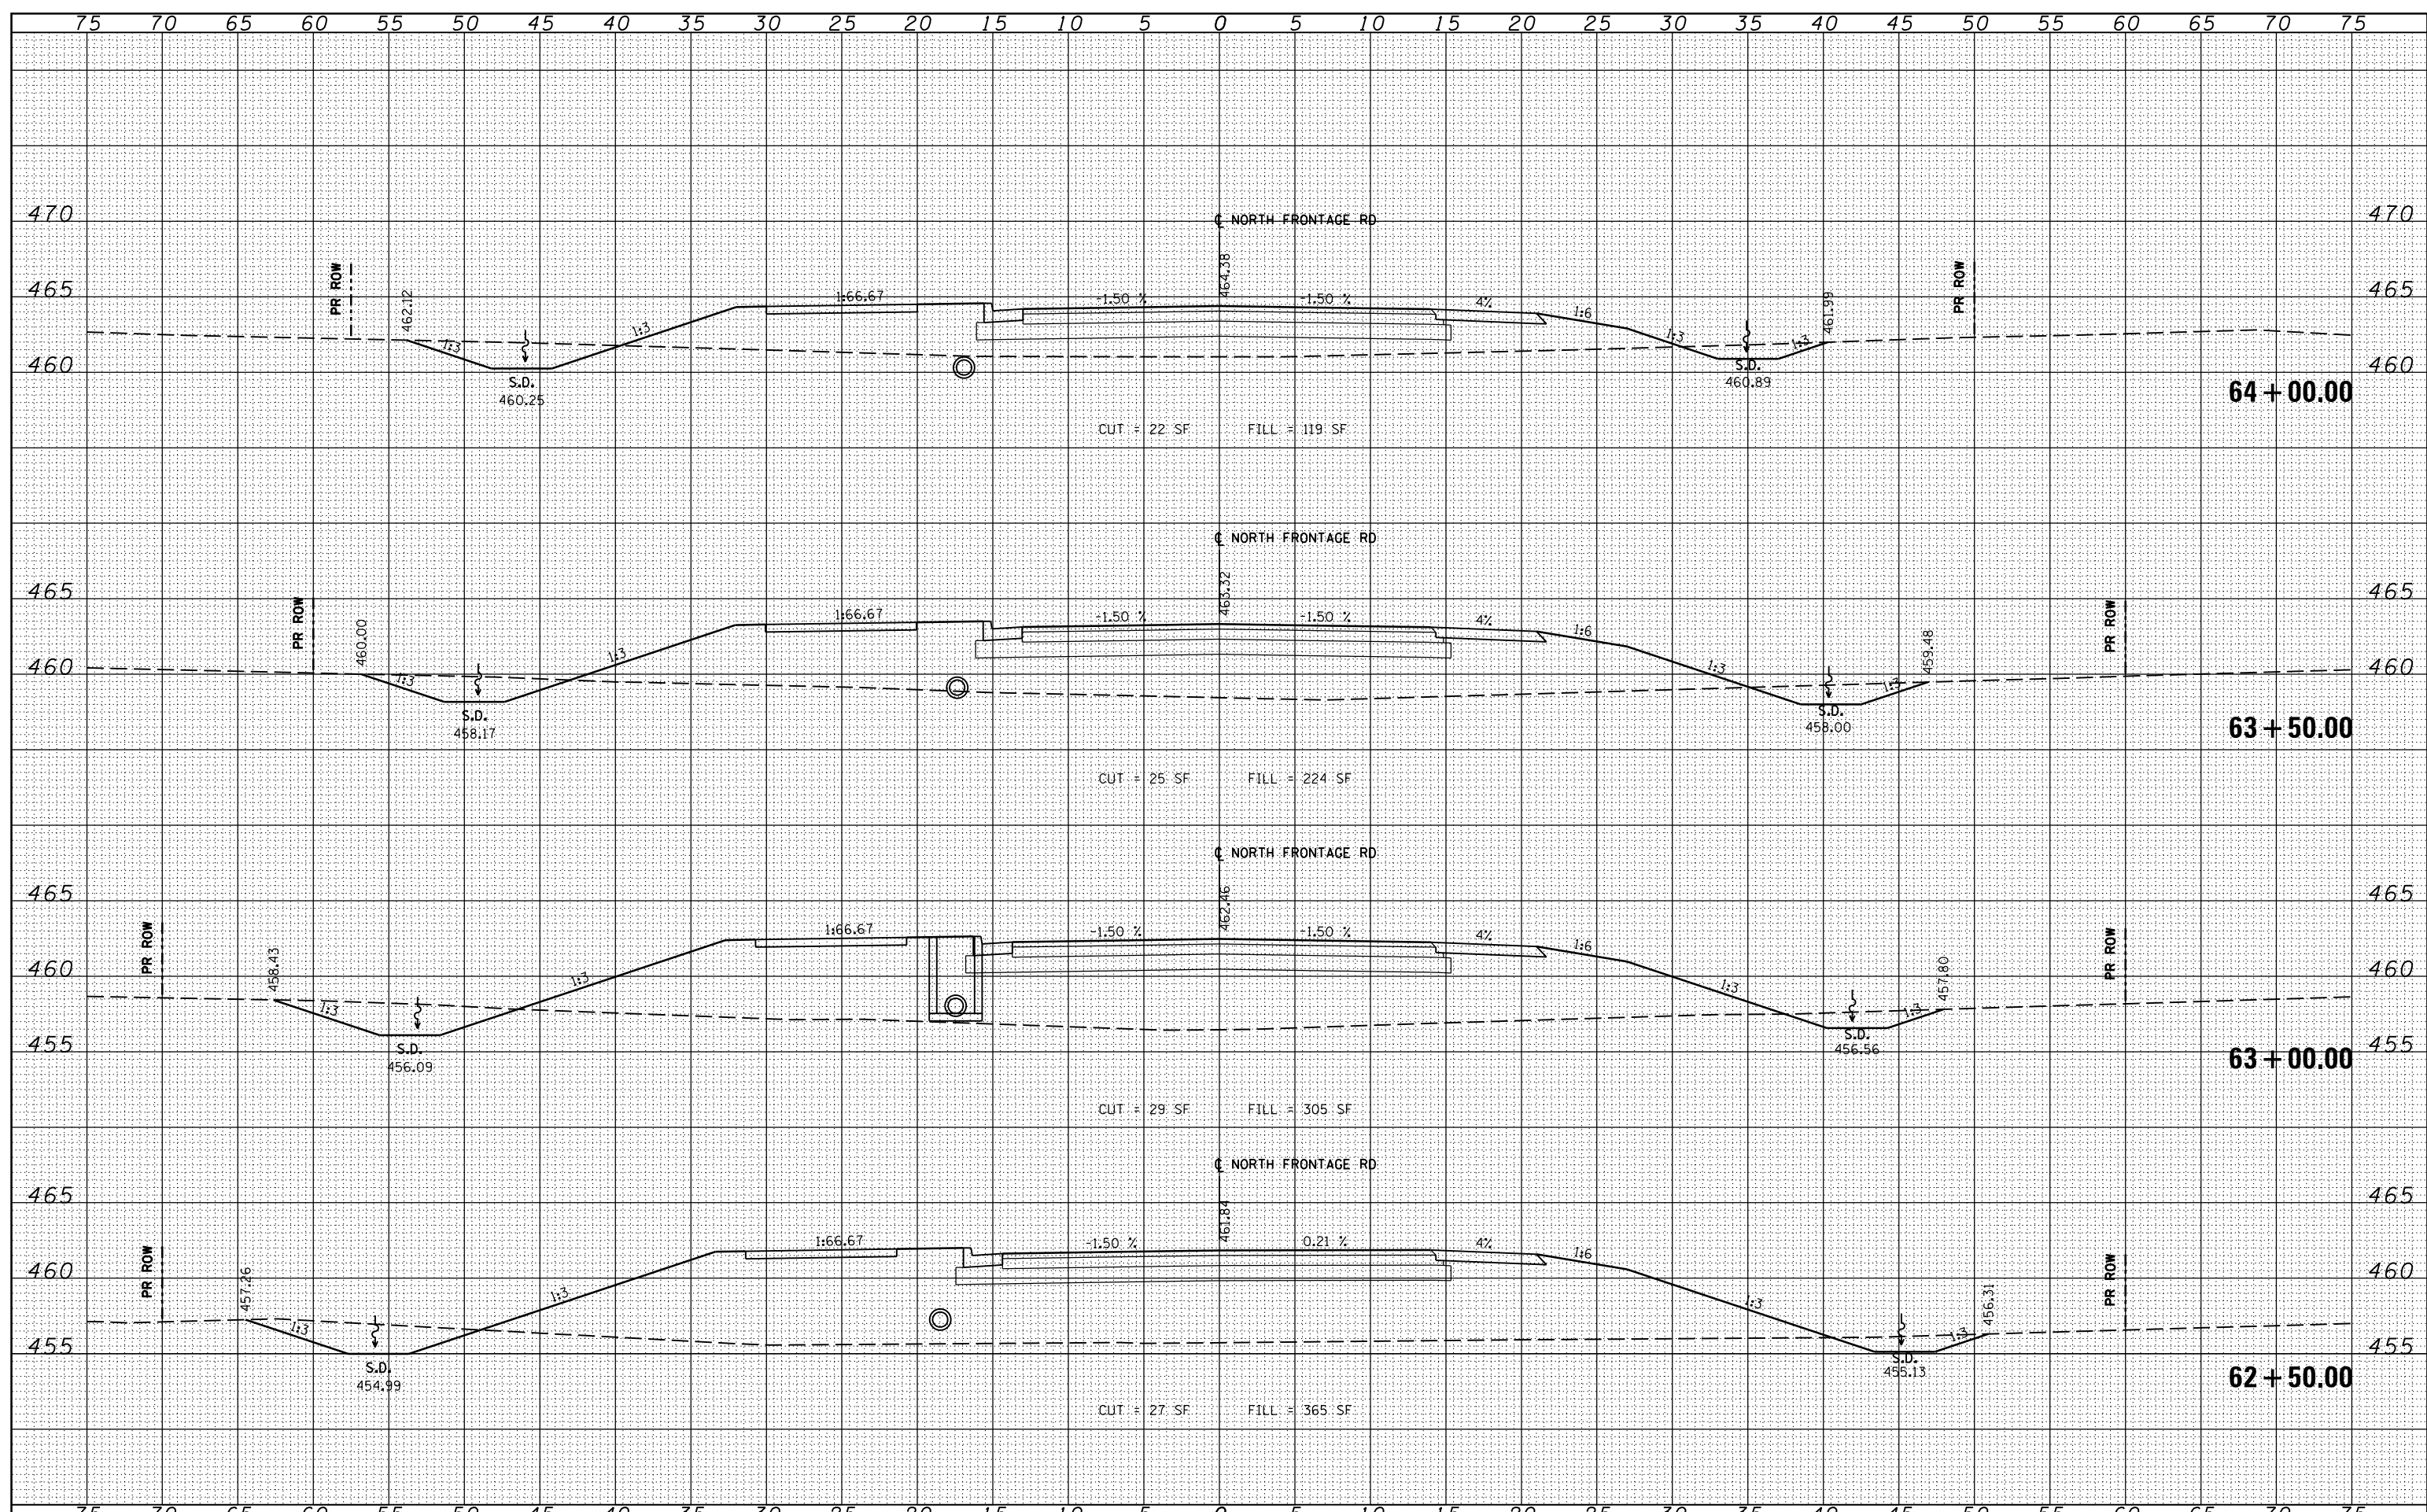 75 70 65 60 55 50 45 40 35 30 25 20 15 10 5 0 5 10 15 20 25 30 35 40 45 50 55 60 65 70 75
470 470
℄ NORTH FRONTAGE RD
464.38
465 465
PR ROW PR ROW
462.12 461.99
1:66.67 -1.50 % -1.50 % 4% 1:6
1:3 1:3 1:3 1:3
460 460
S.D. S.D.
460.25 460.89
64+00.00
CUT = 22 SF FILL = 119 SF
℄ NORTH FRONTAGE RD
463.32
465 465
PR ROW PR ROW
460.00 459.48
1:66.67 -1.50 % -1.50 % 4% 1:6
1:3 1:3 1:3 1:3
460 460
S.D. S.D.
458.17 458.00
63+50.00
CUT = 25 SF FILL = 224 SF
℄ NORTH FRONTAGE RD
462.46
465 465
PR ROW PR ROW
458.43 457.80
1:66.67 -1.50 % -1.50 % 4% 1:6
460 460
1:3 1:3 1:3 1:3
S.D. S.D.
456.09 456.56
455 455
63+00.00
CUT = 29 SF FILL = 305 SF
℄ NORTH FRONTAGE RD
461.84
465 465
PR ROW PR ROW
457.26 456.31
1:66.67 -1.50 % 0.21 % 4% 1:6
460 460
1:3 1:3 1:3 1:3
455 455
S.D. S.D.
454.99 455.13
62+50.00
CUT = 27 SF FILL = 365 SF
75 70 65 60 55 50 45 40 35 30 25 20 15 10 5 0 5 10 15 20 25 30 35 40 45 50 55 60 65 70 75